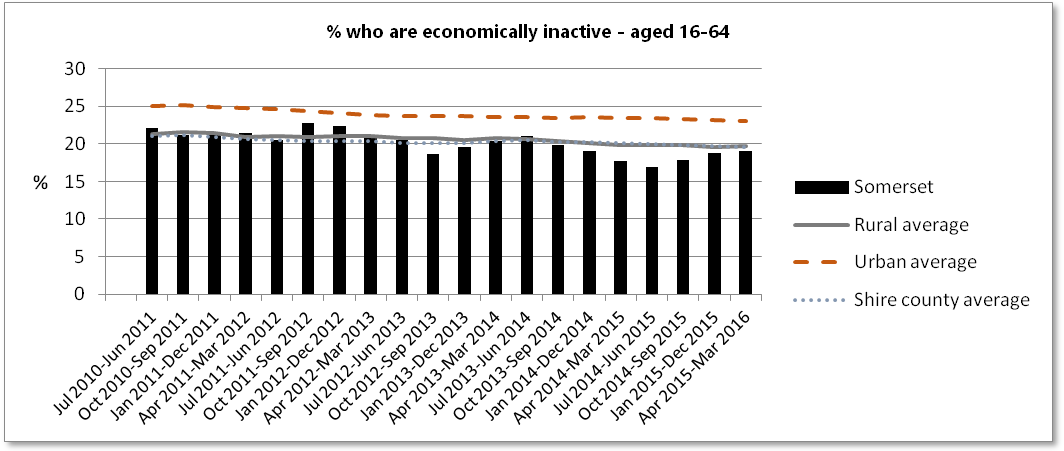 % who are economically inactive - aged 16-64
30
25
20
15
10
5
0
%
Jul 2010-Jun 2011
Oct 2010-Sep 2011
Jan 2011-Dec 2011
Apr 2011-Mar 2012
Jul 2011-Jun 2012
Oct 2011-Sep 2012
Jan 2012-Dec 2012
Apr 2012-Mar 2013
Jul 2012-Jun 2013
Oct 2012-Sep 2013
Jan 2013-Dec 2013
Apr 2013-Mar 2014
Jul 2013-Jun 2014
Oct 2013-Sep 2014
Jan 2014-Dec 2014
Apr 2014-Mar 2015
Jul 2014-Jun 2015
Oct 2014-Sep 2015
Jan 2015-Dec 2015
Apr 2015-Mar 2016
Somerset
Rural average
Urban average
Shire county average